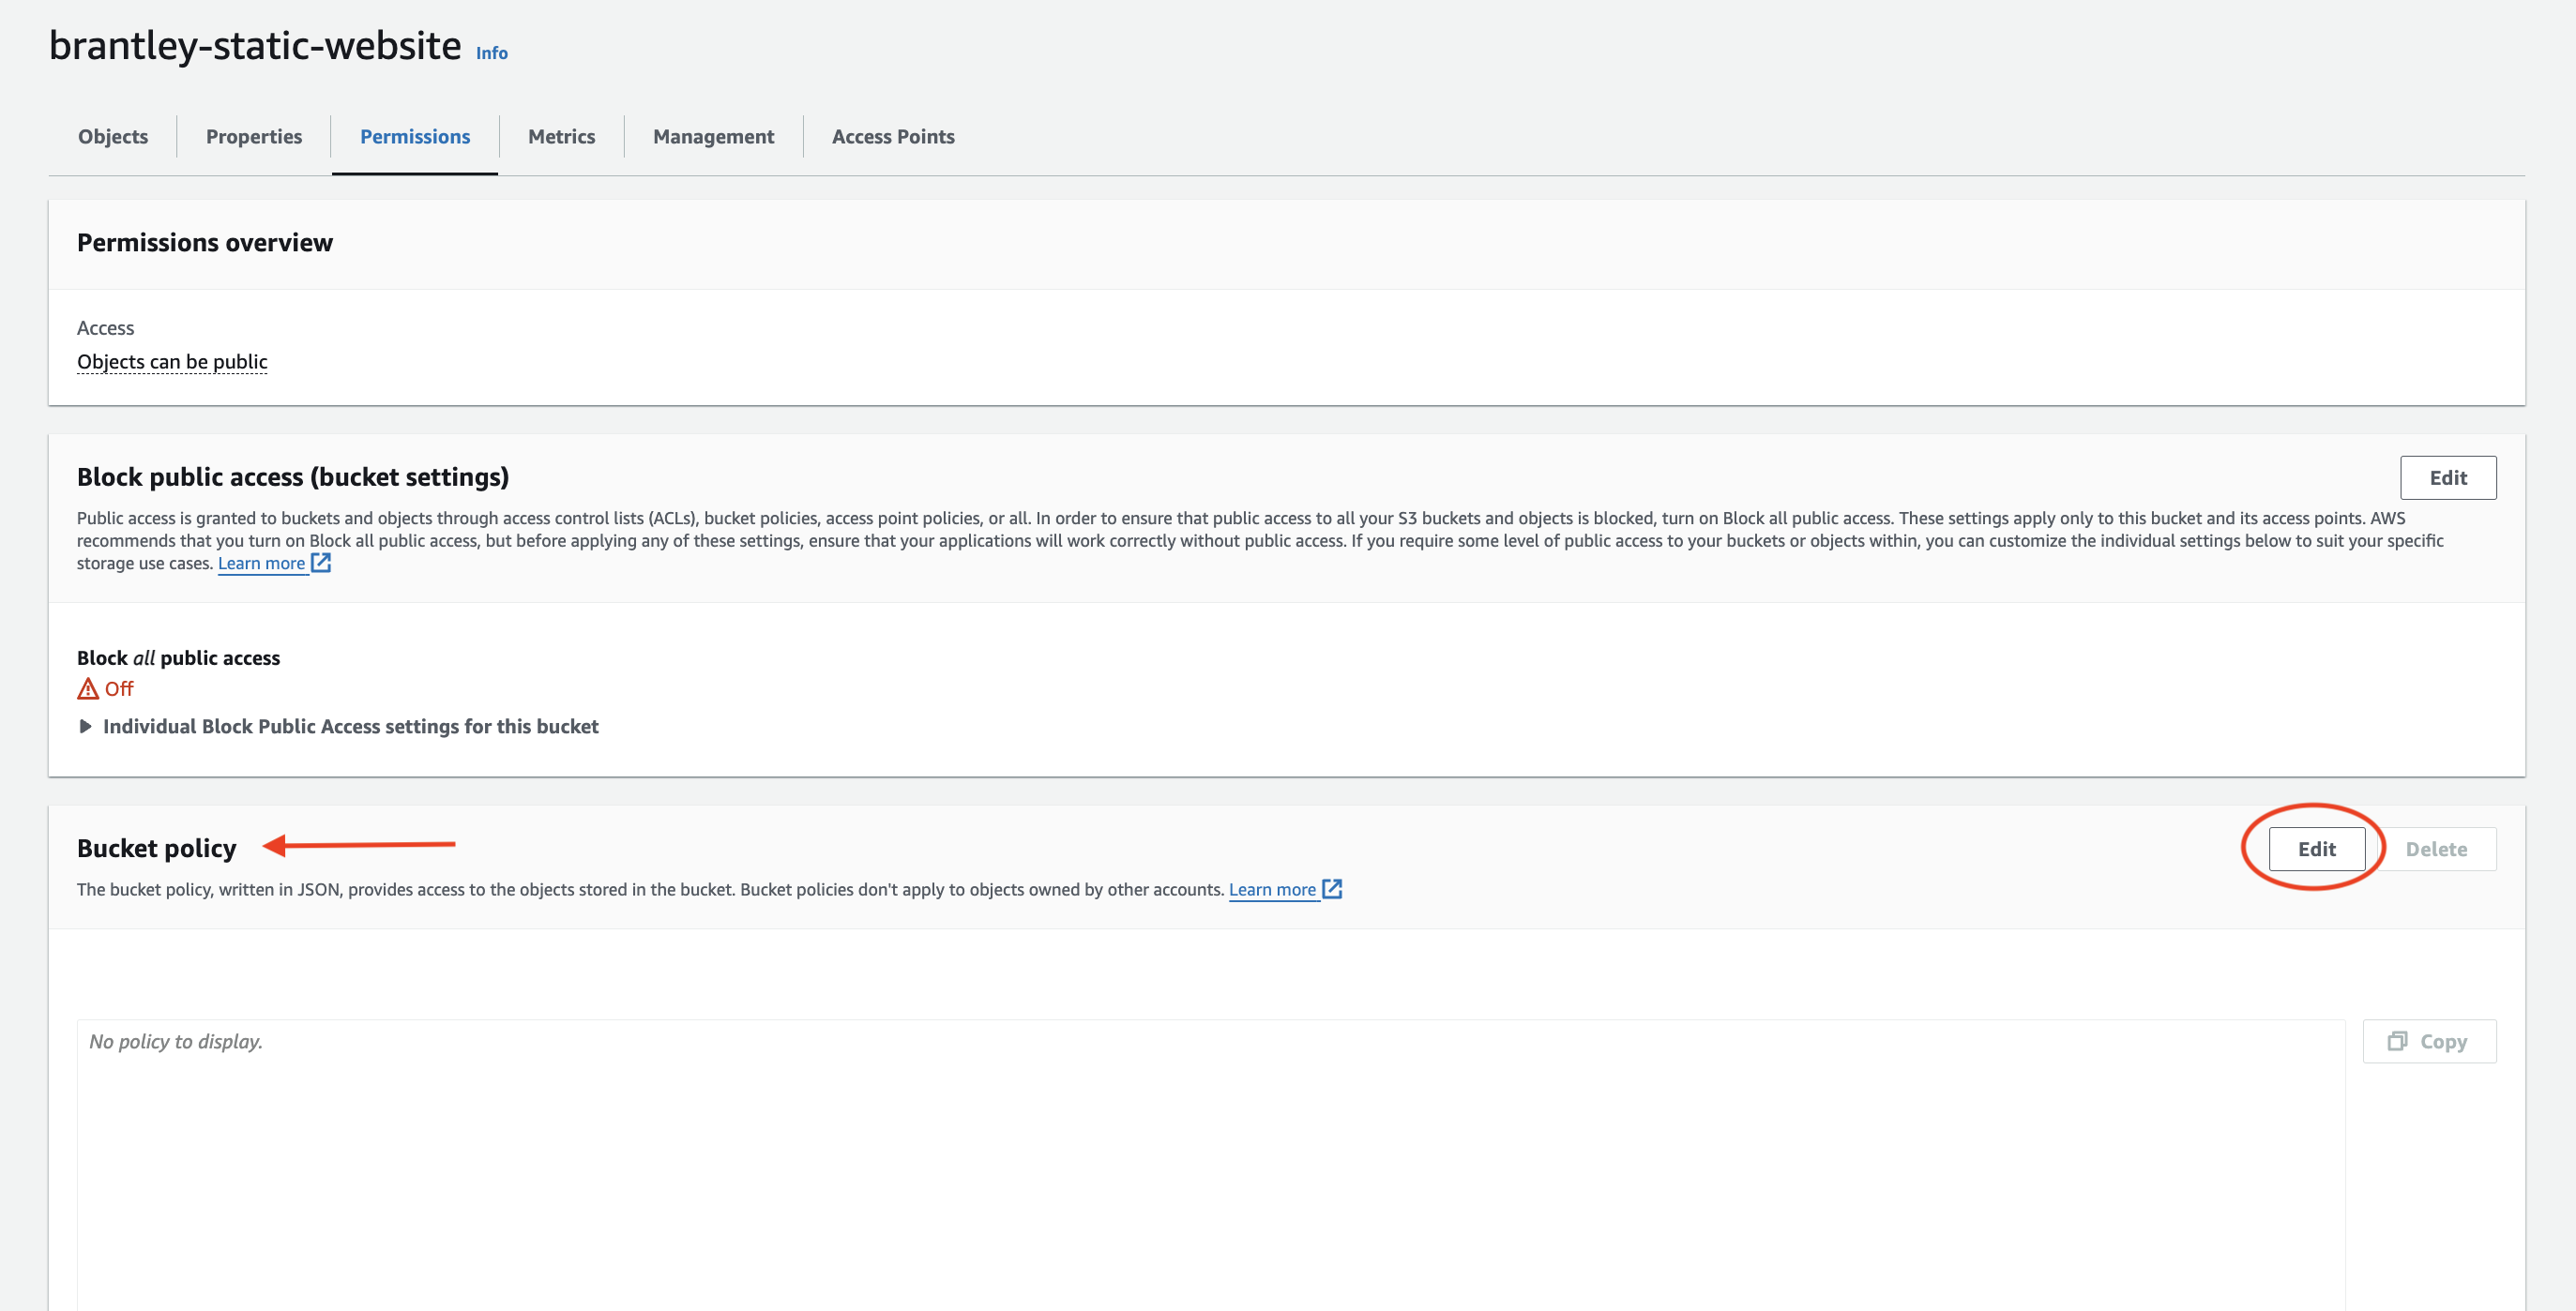 brantley-static-website Info
Objects Properties Permissions Metrics Management Access Points
Permissions overview
Access
Objects can be public
Block public access (bucket settings)
Edit
Public access is granted to buckets and objects through access control lists (ACLs), bucket policies, access point policies, or all. In order to ensure that public access to all your S3 buckets and objects is blocked, turn on Block all public access. These settings apply only to this bucket and its access points. AWS
recommends that you turn on Block all public access, but before applying any of these settings, ensure that your applications will work correctly without public access. If you require some level of public access to your buckets or objects within, you can customize the individual settings below to suit your specific
storage use cases. Learn more
Block all public access
Off
Individual Block Public Access settings for this bucket
Bucket policy
Edit Delete
The bucket policy, written in JSON, provides access to the objects stored in the bucket. Bucket policies don't apply to objects owned by other accounts. Learn more
No policy to display.
Copy